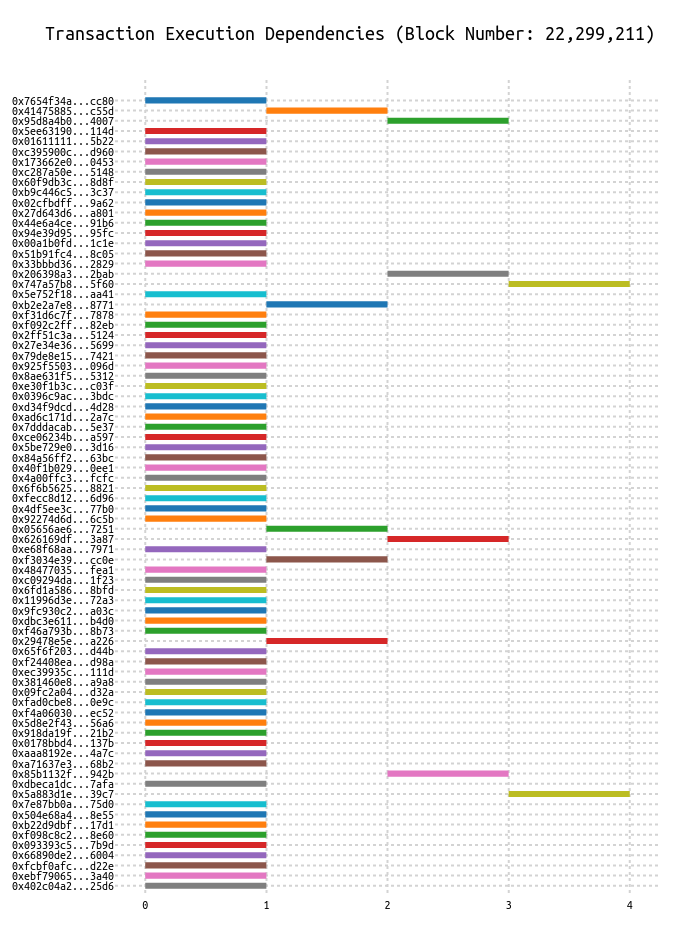 Transaction Execution Dependencies (Block Number: 22,299,211)
0x7654f34a...cc80
0x41475885...c55d
0x95d8a4b0...4007
0x5ee63190...114d
0x01611111...5b22
0xc395900c...d960
0x173662e0...0453
0xc287a50e...5148
0x60f9db3c...8d8f
0xb9c446c5...3c37
0x02cfbdff...9a62
0x27d643d6...a801
0x44e6a4ce...91b6
0x94e39d95...95fc
0x00a1b0fd...1c1e
0x51b91fc4...8c05
0x33bbbd36...2829
0x206398a3...2bab
0x747a57b8...5f60
0x5e752f18...aa41
0xb2e2a7e8...8771
0xf31d6c7f...7878
0xf092c2ff...82eb
0x2ff51c3a...5124
0x27e34e36...5699
0x79de8e15...7421
0x925f5503...096d
0x8ae631f5...5312
0xe30f1b3c...c03f
0x0396c9ac...3bdc
0xd34f9dcd...4d28
0xad6c171d...2a7c
0x7dddacab...5e37
0xce06234b...a597
0x5be729e0...3d16
0x84a56ff2...63bc
0x40f1b029...0ee1
0x4a00ffc3...fcfc
0x6f6b5625...8821
0xfecc8d12...6d96
0x4df5ee3c...77b0
0x92274d6d...6c5b
0x05656ae6...7251
0x626169df...3a87
0xe68f68aa...7971
0xf3034e39...cc0e
0x48477035...fea1
0xc09294da...1f23
0x6fd1a586...8bfd
0x11996d3e...72a3
0x9fc930c2...a03c
0xdbc3e611...b4d0
0xf46a793b...8b73
0x29478e5e...a226
0x65f6f203...d44b
0xf24408ea...d98a
0xec39935c...111d
0x381460e8...a9a8
0x09fc2a04...d32a
0xfad0cbe8...0e9c
0xf4a06030...ec52
0x5d8e2f43...56a6
0x918da19f...21b2
0x0178bbd4...137b
0xaaa8192e...4a7c
0xa71637e3...68b2
0x85b1132f...942b
0xdbeca1dc...7afa
0x5a883d1e...39c7
0x7e87bb0a...75d0
0x504e68a4...8e55
0xb22d9dbf...17d1
0xf098c8c2...8e60
0x093393c5...7b9d
0x66890de2...6004
0xfcbf0afc...d22e
0xebf79065...3a40
0x402c04a2...25d6
0 1 2 3 4